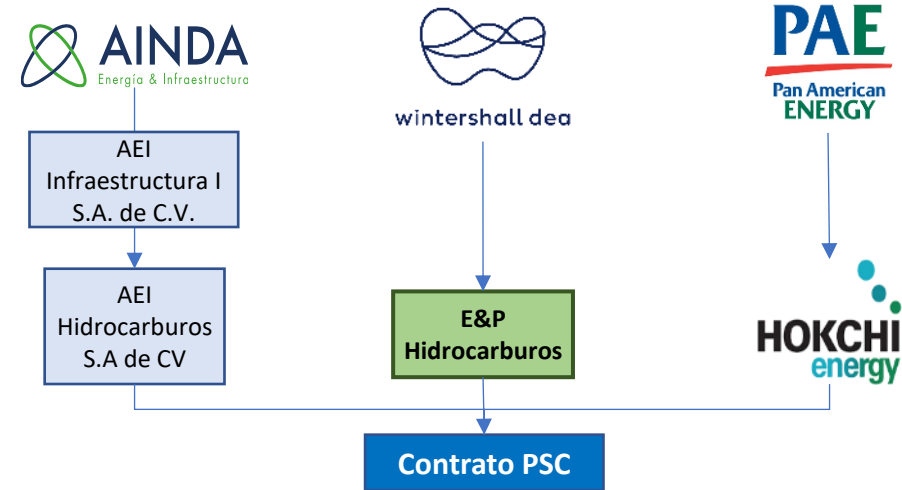 AINDA
Energía & Infraestructura
wintershall dea
PAE
Pan American
ENERGY
AEI
Infraestructura I
S.A. de C.V.
AEI
Hidrocarburos
S.A de CV
E&P
Hidrocarburos
HOKCHI
energy
Contrato PSC